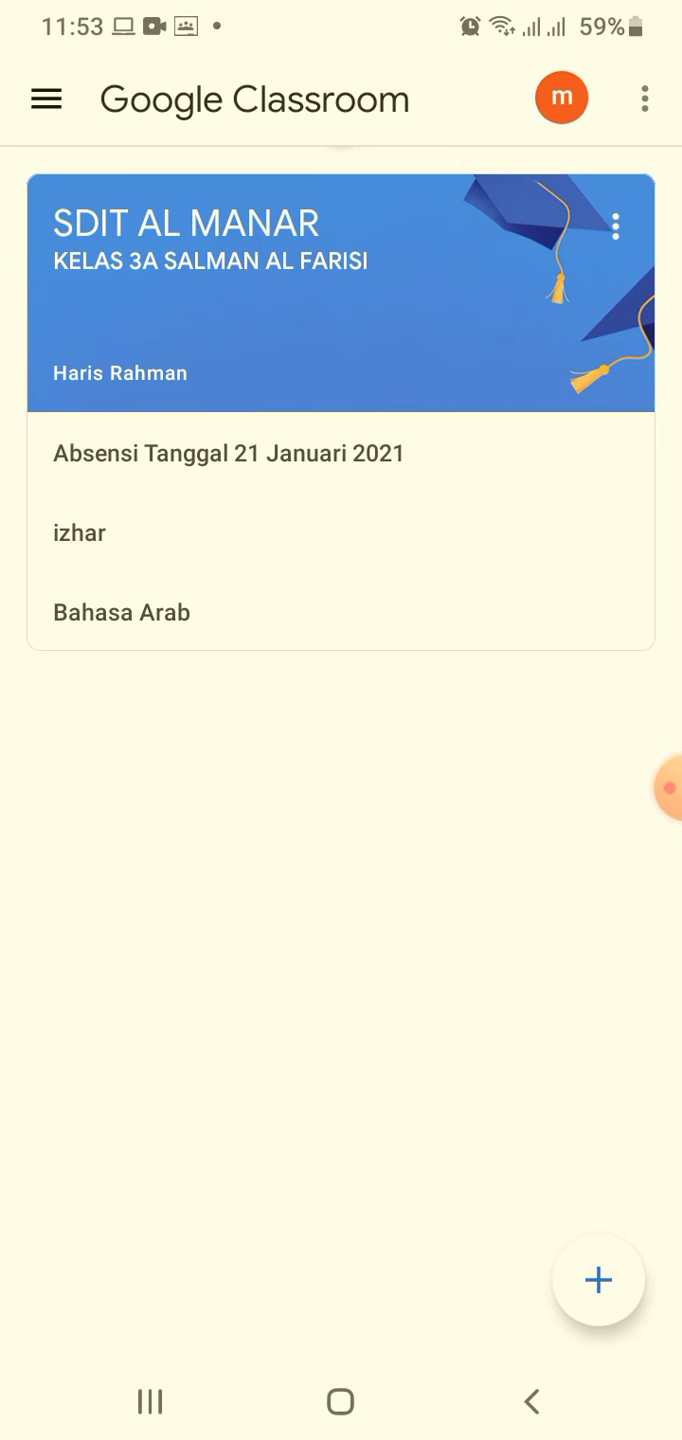 11:53
59%
Google Classroom
m
SDIT AL MANAR
KELAS 3A SALMAN AL FARISI
Haris Rahman
Absensi Tanggal 21 Januari 2021
izhar
Bahasa Arab